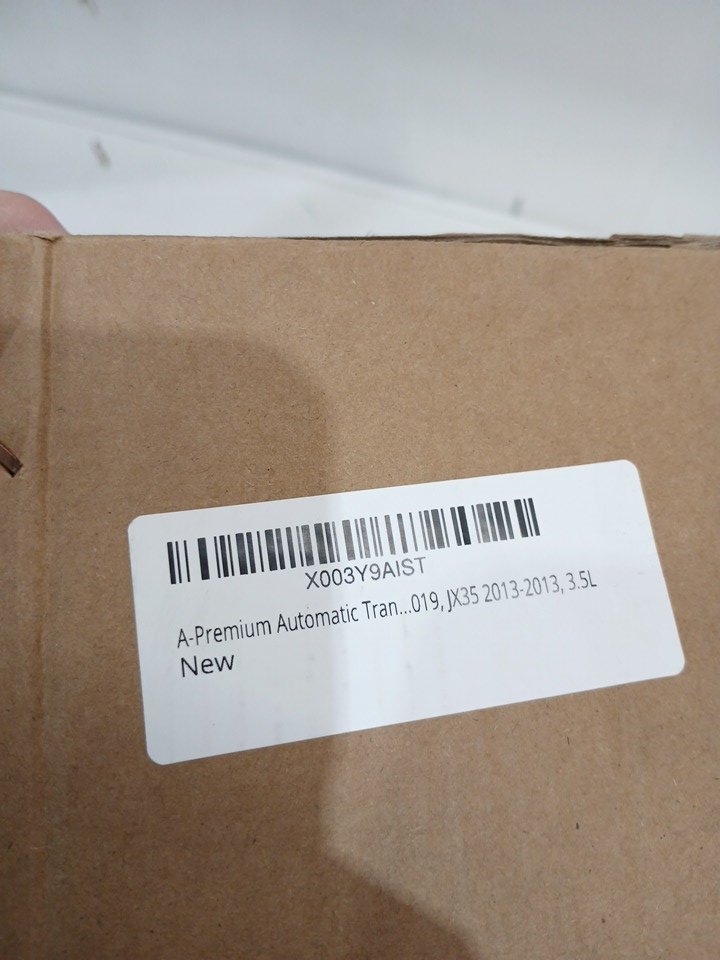 X003Y9AIST
A-Premium Automatic Tran...019, JX35 2013-2013, 3.5L
New